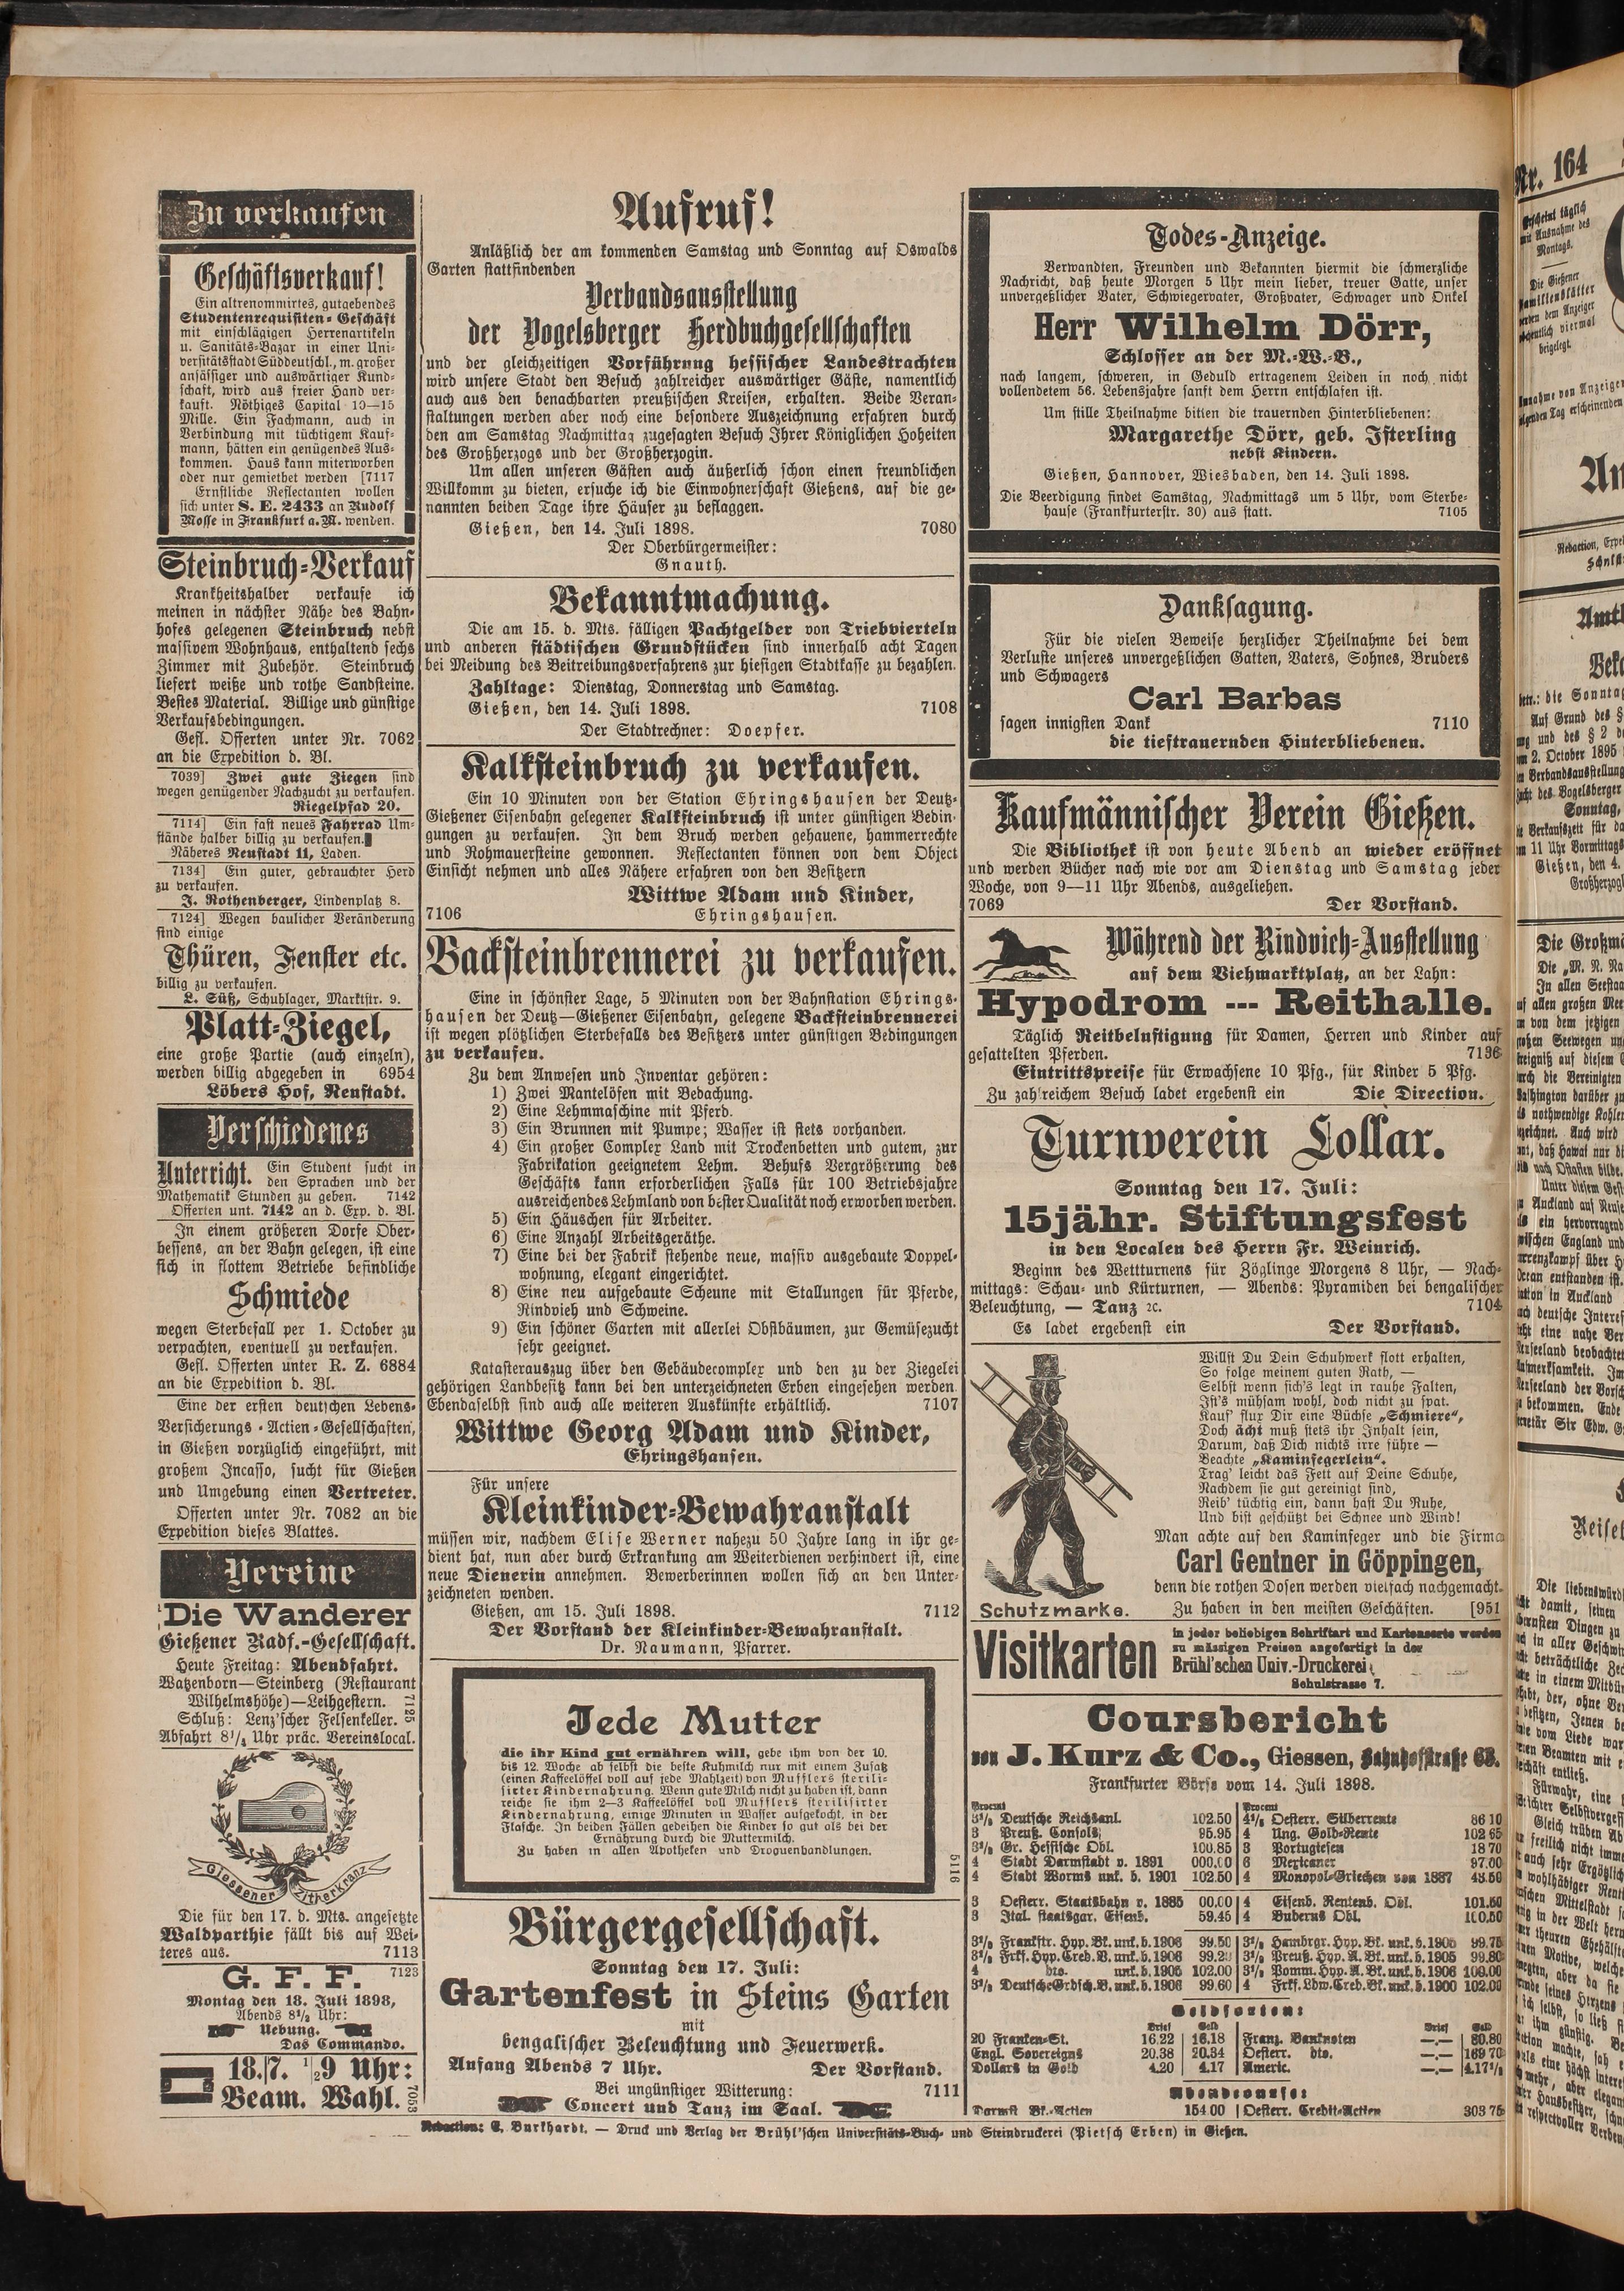 Zu verkaufen
Geschäftsverkauf!
Ein altrenommirtes, gutgehendes
Studentenrequisiten-Geschäft
mit einschlägigen Herrenartikeln
u. Sanitäts-Bazar in einer Uni-
versitätsstadt Süddeutschl., m. großer
ansässiger und auswärtiger Kund-
schaft, wird aus freier Hand ver-
kauft. Nöthiges Capital 10—15
Mille. Ein Fachmann, auch in
Verbindung mit tüchtigem Kauf-
mann, hätten ein genügendes Aus-
kommen. Haus kann miterworben
oder nur gemiethet werden [7117
Ernstliche Reflectanten wollen
sich unter S. E. 2433 an Rudolf
Mosse in Frankfurt a. M. wenden.
Steinbruch-Verkauf
Krankheitshalber verkaufe ich
meinen in nächster Nähe des Bahn-
hofes gelegenen Steinbruch nebst
massivem Wohnhaus, enthaltend sechs
Zimmer mit Zubehör. Steinbruch
liefert weiße und rothe Sandsteine.
Bestes Material. Billige und günstige
Verkaufsbedingungen.
Gefl. Offerten unter Nr. 7062
an die Expedition d. Bl.
7039] Zwei gute Ziegen sind
wegen genügender Nachzucht zu verkaufen.
Riegelpfad 20.
7114] Ein fast neues Fahrrad Um-
stände halber billig zu verkaufen.
Näheres Neustadt 11, Laden.
7134] Ein guter, gebrauchter Herd
zu verkaufen.
J. Rothenberger, Lindenplatz 8.
7124] Wegen baulicher Veränderung
sind einige
Thüren, Fenster etc.
billig zu verkaufen.
L. Süß, Schuhlager, Marktstr. 9.
Platt-Ziegel,
eine große Partie (auch einzeln),
werden billig abgegeben in 6954
Löbers Hof, Neustadt.
Verschiedenes
Unterricht. Ein Student sucht in
den Sprachen und der
Mathematik Stunden zu geben. 7142
Offerten unt. 7142 an d. Exp. d. Bl.
In einem größeren Dorfe Ober-
hessens, an der Bahn gelegen, ist eine
sich in flottem Betriebe befindliche
Schmiede
wegen Sterbefall per 1. October zu
verpachten, eventuell zu verkaufen.
Gefl. Offerten unter R. Z. 6884
an die Expedition d. Bl.
Eine der ersten deutschen Lebens-
Versicherungs-Actien-Gesellschaften,
in Gießen vorzüglich eingeführt, mit
großem Incasso, sucht für Gießen
und Umgebung einen Vertreter.
Offerten unter Nr. 7082 an die
Expedition dieses Blattes.
Vereine
Die Wanderer
Gießener Radf.-Gesellschaft.
Heute Freitag: Abendfahrt.
Watzenborn—Steinberg (Restaurant
Wilhelmshöhe)—Leihgestern.
Schluß: Lenz'scher Felsenkeller.
Abfahrt 8¼ Uhr präc. Vereinslocal.
7125
Giessener Zitherkranz
Die für den 17. d. Mts. angesetzte
Waldparthie fällt bis auf Wei-
teres aus. 7113
G. F. F. 7123
Montag den 18. Juli 1898,
Abends 8½ Uhr:
Uebung.
Das Commando.
18./7. ½9 Uhr:
Beam. Wahl.
7053
Aufruf!
Anläßlich der am kommenden Samstag und Sonntag auf Oswalds
Garten stattfindenden
Verbandsausstellung
der Vogelsberger Herdbuchgesellschaften
und der gleichzeitigen Vorführung hessischer Landestrachten
wird unsere Stadt den Besuch zahlreicher auswärtiger Gäste, namentlich
auch aus den benachbarten preußischen Kreisen, erhalten. Beide Veran-
staltungen werden aber noch eine besondere Auszeichnung erfahren durch
den am Samstag Nachmittag zugesagten Besuch Ihrer Königlichen Hoheiten
des Großherzogs und der Großherzogin.
Um allen unseren Gästen auch äußerlich schon einen freundlichen
Willkomm zu bieten, ersuche ich die Einwohnerschaft Gießens, auf die ge-
nannten beiden Tage ihre Häuser zu beflaggen.
Gießen, den 14. Juli 1898. 7080
Der Oberbürgermeister:
Gnauth.
Bekanntmachung.
Die am 15. d. Mts. fälligen Pachtgelder von Triebvierteln
und anderen städtischen Grundstücken sind innerhalb acht Tagen
bei Meidung des Beitreibungsverfahrens zur hiesigen Stadtkasse zu bezahlen.
Zahltage: Dienstag, Donnerstag und Samstag.
Gießen, den 14. Juli 1898. 7108
Der Stadtrechner: Doepfer.
Kalksteinbruch zu verkaufen.
Ein 10 Minuten von der Station Ehringshausen der Deutz-
Gießener Eisenbahn gelegener Kalksteinbruch ist unter günstigen Bedin-
gungen zu verkaufen. In dem Bruch werden gehauene, hammerrechte
und Rohmauersteine gewonnen. Reflectanten können von dem Object
Einsicht nehmen und alles Nähere erfahren von den Besitzern
Wittwe Adam und Kinder,
7106 Ehringshausen.
Backsteinbrennerei zu verkaufen.
Eine in schönster Lage, 5 Minuten von der Bahnstation Ehrings-
hausen der Deutz—Gießener Eisenbahn, gelegene Backsteinbrennerei
ist wegen plötzlichen Sterbefalls des Besitzers unter günstigen Bedingungen
zu verkaufen.
Zu dem Anwesen und Inventar gehören:
1) Zwei Mantelöfen mit Bedachung.
2) Eine Lehmmaschine mit Pferd.
3) Ein Brunnen mit Pumpe; Wasser ist stets vorhanden.
4) Ein großer Complex Land mit Trockenbetten und gutem, zur
Fabrikation geeignetem Lehm. Behufs Vergrößerung des
Geschäfts kann erforderlichen Falls für 100 Betriebsjahre
ausreichendes Lehmland von bester Qualität noch erworben werden.
5) Ein Häuschen für Arbeiter.
6) Eine Anzahl Arbeitsgeräthe.
7) Eine bei der Fabrik stehende neue, massiv ausgebaute Doppel-
wohnung, elegant eingerichtet.
8) Eine neu aufgebaute Scheune mit Stallungen für Pferde,
Rindvieh und Schweine.
9) Ein schöner Garten mit allerlei Obstbäumen, zur Gemüsezucht
sehr geeignet.
Katasterauszug über den Gebäudecomplex und den zu der Ziegelei
gehörigen Landbesitz kann bei den unterzeichneten Erben eingesehen werden.
Ebendaselbst sind auch alle weiteren Auskünfte erhältlich. 7107
Wittwe Georg Adam und Kinder,
Ehringshausen.
Für unsere
Kleinkinder-Bewahranstalt
müssen wir, nachdem Elise Werner nahezu 50 Jahre lang in ihr ge-
dient hat, nun aber durch Erkrankung am Weiterdienen verhindert ist, eine
neue Dienerin annehmen. Bewerberinnen wollen sich an den Unter-
zeichneten wenden.
Gießen, am 15. Juli 1898. 7112
Der Vorstand der Kleinkinder-Bewahranstalt.
Dr. Naumann, Pfarrer.
Jede Mutter
die ihr Kind gut ernähren will, gebe ihm von der 10.
bis 12. Woche ab selbst die beste Kuhmilch nur mit einem Zusatz
(einen Kaffeelöffel voll auf jede Mahlzeit) von Mufflers sterili-
sirter Kindernahrung. Wenn gute Milch nicht zu haben ist, dann
reiche sie ihm 2—3 Kaffeelöffel voll Mufflers sterilisirter
Kindernahrung, einige Minuten in Wasser aufgekocht, in der
Flasche. In beiden Fällen gedeihen die Kinder so gut als bei der
Ernährung durch die Muttermilch.
Zu haben in allen Apotheken und Droguenhandlungen.
5116
Bürgergesellschaft.
Sonntag den 17. Juli:
Gartenfest in Steins Garten
mit
bengalischer Beleuchtung und Feuerwerk.
Anfang Abends 7 Uhr. Der Vorstand.
Bei ungünstiger Witterung: 7111
Concert und Tanz im Saal.
Todes-Anzeige.
Verwandten, Freunden und Bekannten hiermit die schmerzliche
Nachricht, daß heute Morgen 5 Uhr mein lieber, treuer Gatte, unser
unvergeßlicher Vater, Schwiegervater, Großvater, Schwager und Onkel
Herr Wilhelm Dörr,
Schlosser an der M.-W.-B.,
nach langem, schweren, in Geduld ertragenem Leiden in noch nicht
vollendetem 56. Lebensjahre sanft dem Herrn entschlafen ist.
Um stille Theilnahme bitten die trauernden Hinterbliebenen:
Margarethe Dörr, geb. Isterling
nebst Kindern.
Gießen, Hannover, Wiesbaden, den 14. Juli 1898.
Die Beerdigung findet Samstag, Nachmittags um 5 Uhr, vom Sterbe-
hause (Frankfurterstr. 30) aus statt. 7105
Danksagung.
Für die vielen Beweise herzlicher Theilnahme bei dem
Verluste unseres unvergeßlichen Gatten, Vaters, Sohnes, Bruders
und Schwagers
Carl Barbas
sagen innigsten Dank 7110
die tieftrauernden Hinterbliebenen.
Kaufmännischer Verein Gießen.
Die Bibliothek ist von heute Abend an wieder eröffnet
und werden Bücher nach wie vor am Dienstag und Samstag jeder
Woche, von 9—11 Uhr Abends, ausgeliehen.
7069 Der Vorstand.
Während der Rindvieh-Ausstellung
auf dem Viehmarktplatz, an der Lahn:
Hypodrom --- Reithalle.
Täglich Reitbelustigung für Damen, Herren und Kinder auf
gesattelten Pferden. 7136
Eintrittspreise für Erwachsene 10 Pfg., für Kinder 5 Pfg.
Zu zahlreichem Besuch ladet ergebenst ein Die Direction.
Turnverein Lollar.
Sonntag den 17. Juli:
15jähr. Stiftungsfest
in den Localen des Herrn Fr. Weinrich.
Beginn des Wettturnens für Zöglinge Morgens 8 Uhr, — Nach-
mittags: Schau- und Kürturnen, — Abends: Pyramiden bei bengalischer
Beleuchtung, — Tanz ꝛc. 7104
Es ladet ergebenst ein Der Vorstand.
Willst Du Dein Schuhwerk flott erhalten,
So folge meinem guten Rath, —
Selbst wenn sich's legt in rauhe Falten,
Ist's mühsam wohl, doch nicht zu spat.
Kauf' flux Dir eine Büchse „Schmiere“,
Doch ächt muß stets ihr Inhalt sein,
Darum, daß Dich nichts irre führe —
Beachte „Kaminfegerlein“.
Trag' leicht das Fett auf Deine Schuhe,
Nachdem sie gut gereinigt sind,
Reib' tüchtig ein, dann hast Du Ruhe,
Und bist geschützt bei Schnee und Wind!
Man achte auf den Kaminfeger und die Firma
Carl Gentner in Göppingen,
denn die rothen Dosen werden vielfach nachgemacht.
Schutzmarke. Zu haben in den meisten Geschäften. [951
Visitkarten
in jeder beliebigen Schriftart und Kartensorte werden
zu mässigen Preisen angefertigt in der
Brühl'schen Univ.-Druckerei,
Schulstrasse 7.
Coursbericht
von J. Kurz & Co., Giessen, Bahnhofstraße 63.
Frankfurter Börse vom 14. Juli 1898.
Procent Procent
3½ Deutsche Reichsanl. 102.50 4⅕ Oesterr. Silberrente 86 10
3 Preuß. Consols, 95.95 4 Ung. Gold-Rente 102 65
3½ Gr. Hessische Obl. 100.85 3 Portugiesen 18 70
4 Stadt Darmstadt v. 1891 000.00 6 Mexicaner 97.00
4 Stadt Worms unk. b. 1901 102.50 4 Monopol-Griechen von 1887 43.50
3 Oesterr. Staatsbahn v. 1885 00.00 4 Eisenb. Rentenb. Obl. 101.50
3 Ital. staatsgar. Eisenb. 59.45 4 Buderus Obl. 100.50
3½ Frankftr. Hyp. Bk. unk. b. 1906 99.50 3½ Hambrgr. Hyp. Bk. unk. b. 1905 99.75
3½ Frkf. Hyp. Cred. V. unk. b. 1906 3½ Preuß. Hyp. A. Bk. unk. b. 1905 99.80
4 dto. unk. b. 1905 102.00 3½ Pomm. Hyp. A. Bk. unk. b. 1906 100.00
3½ Deutsche Grdsch. B. unk. b. 1906 99.60 4 Frkf. Ldw. Cred. Bk. unk. b. 1900 102.00
Goldsorten:
Brief Geld Brief Geld
20 Franken-St. 16.22 16.18 Franz. Banknoten —.— 80.80
Engl. Sovereigns 20.38 20.34 Oesterr. dto. —.— 169 70
Dollars in Gold 4.20 4.17 Americ. —.— 4.17½
Abendcourse:
Darmst Bk.-Actien 154 00 Oesterr. Credit-Actien 303 75
Redaction: E. Burkhardt. — Druck und Verlag der Brühl'schen Universitäts-Buch- und Steindruckerei (Pietsch Erben) in Gießen.
Nr. 164